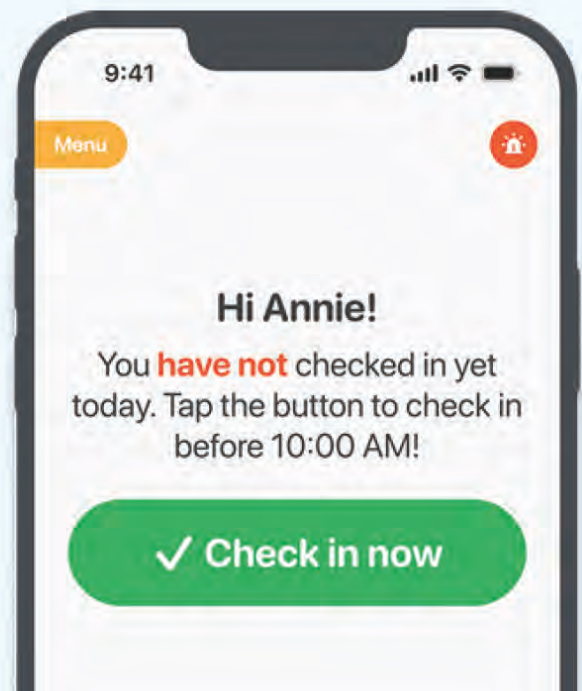 9:41
Menu
Hi Annie!
You have not checked in yet
today. Tap the button to check in
before 10:00 AM!
Check in now